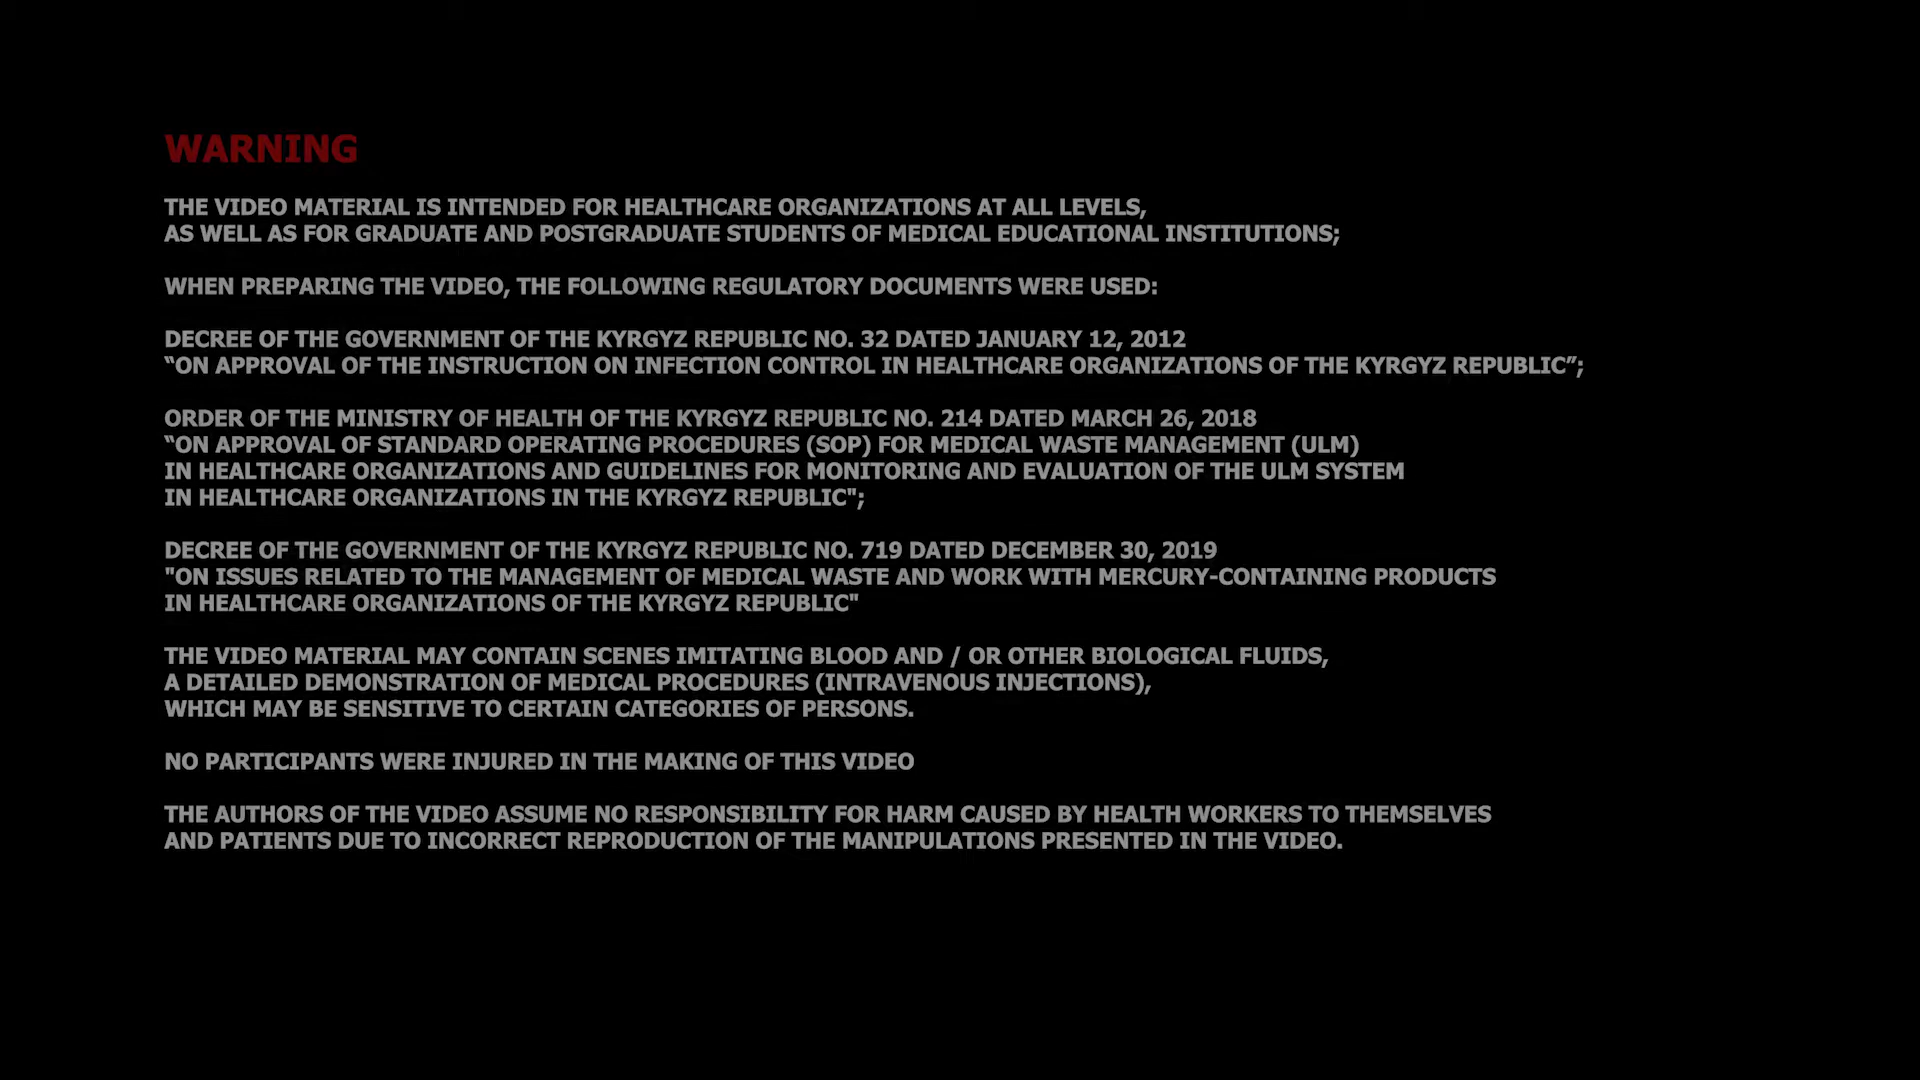 WARNING
THE VIDEO MATERIAL IS INTENDED FOR HEALTHCARE ORGANIZATIONS AT ALL LEVELS,
AS WELL AS FOR GRADUATE AND POSTGRADUATE STUDENTS OF MEDICAL EDUCATIONAL INSTITUTIONS;
WHEN PREPARING THE VIDEO, THE FOLLOWING REGULATORY DOCUMENTS WERE USED:
DECREE OF THE GOVERNMENT OF THE KYRGYZ REPUBLIC NO. 32 DATED JANUARY 12, 2012
“ON APPROVAL OF THE INSTRUCTION ON INFECTION CONTROL IN HEALTHCARE ORGANIZATIONS OF THE KYRGYZ REPUBLIC”;
ORDER OF THE MINISTRY OF HEALTH OF THE KYRGYZ REPUBLIC NO. 214 DATED MARCH 26, 2018
“ON APPROVAL OF STANDARD OPERATING PROCEDURES (SOP) FOR MEDICAL WASTE MANAGEMENT (ULM)
IN HEALTHCARE ORGANIZATIONS AND GUIDELINES FOR MONITORING AND EVALUATION OF THE ULM SYSTEM
IN HEALTHCARE ORGANIZATIONS IN THE KYRGYZ REPUBLIC";
DECREE OF THE GOVERNMENT OF THE KYRGYZ REPUBLIC NO. 719 DATED DECEMBER 30, 2019
"ON ISSUES RELATED TO THE MANAGEMENT OF MEDICAL WASTE AND WORK WITH MERCURY-CONTAINING PRODUCTS
IN HEALTHCARE ORGANIZATIONS OF THE KYRGYZ REPUBLIC"
THE VIDEO MATERIAL MAY CONTAIN SCENES IMITATING BLOOD AND / OR OTHER BIOLOGICAL FLUIDS,
A DETAILED DEMONSTRATION OF MEDICAL PROCEDURES (INTRAVENOUS INJECTIONS),
WHICH MAY BE SENSITIVE TO CERTAIN CATEGORIES OF PERSONS.
NO PARTICIPANTS WERE INJURED IN THE MAKING OF THIS VIDEO
THE AUTHORS OF THE VIDEO ASSUME NO RESPONSIBILITY FOR HARM CAUSED BY HEALTH WORKERS TO THEMSELVES
AND PATIENTS DUE TO INCORRECT REPRODUCTION OF THE MANIPULATIONS PRESENTED IN THE VIDEO.